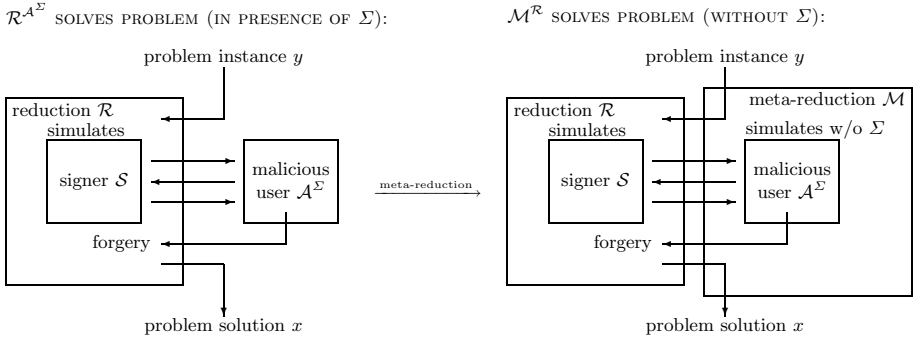 R^{A^Σ} SOLVES PROBLEM (IN PRESENCE OF Σ):
problem instance y
reduction R
simulates
signer S
malicious
user A^Σ
forgery
problem solution x
meta-reduction
M^R SOLVES PROBLEM (WITHOUT Σ):
problem instance y
reduction R
simulates
signer S
meta-reduction M
simulates w/o Σ
malicious
user A^Σ
forgery
problem solution x